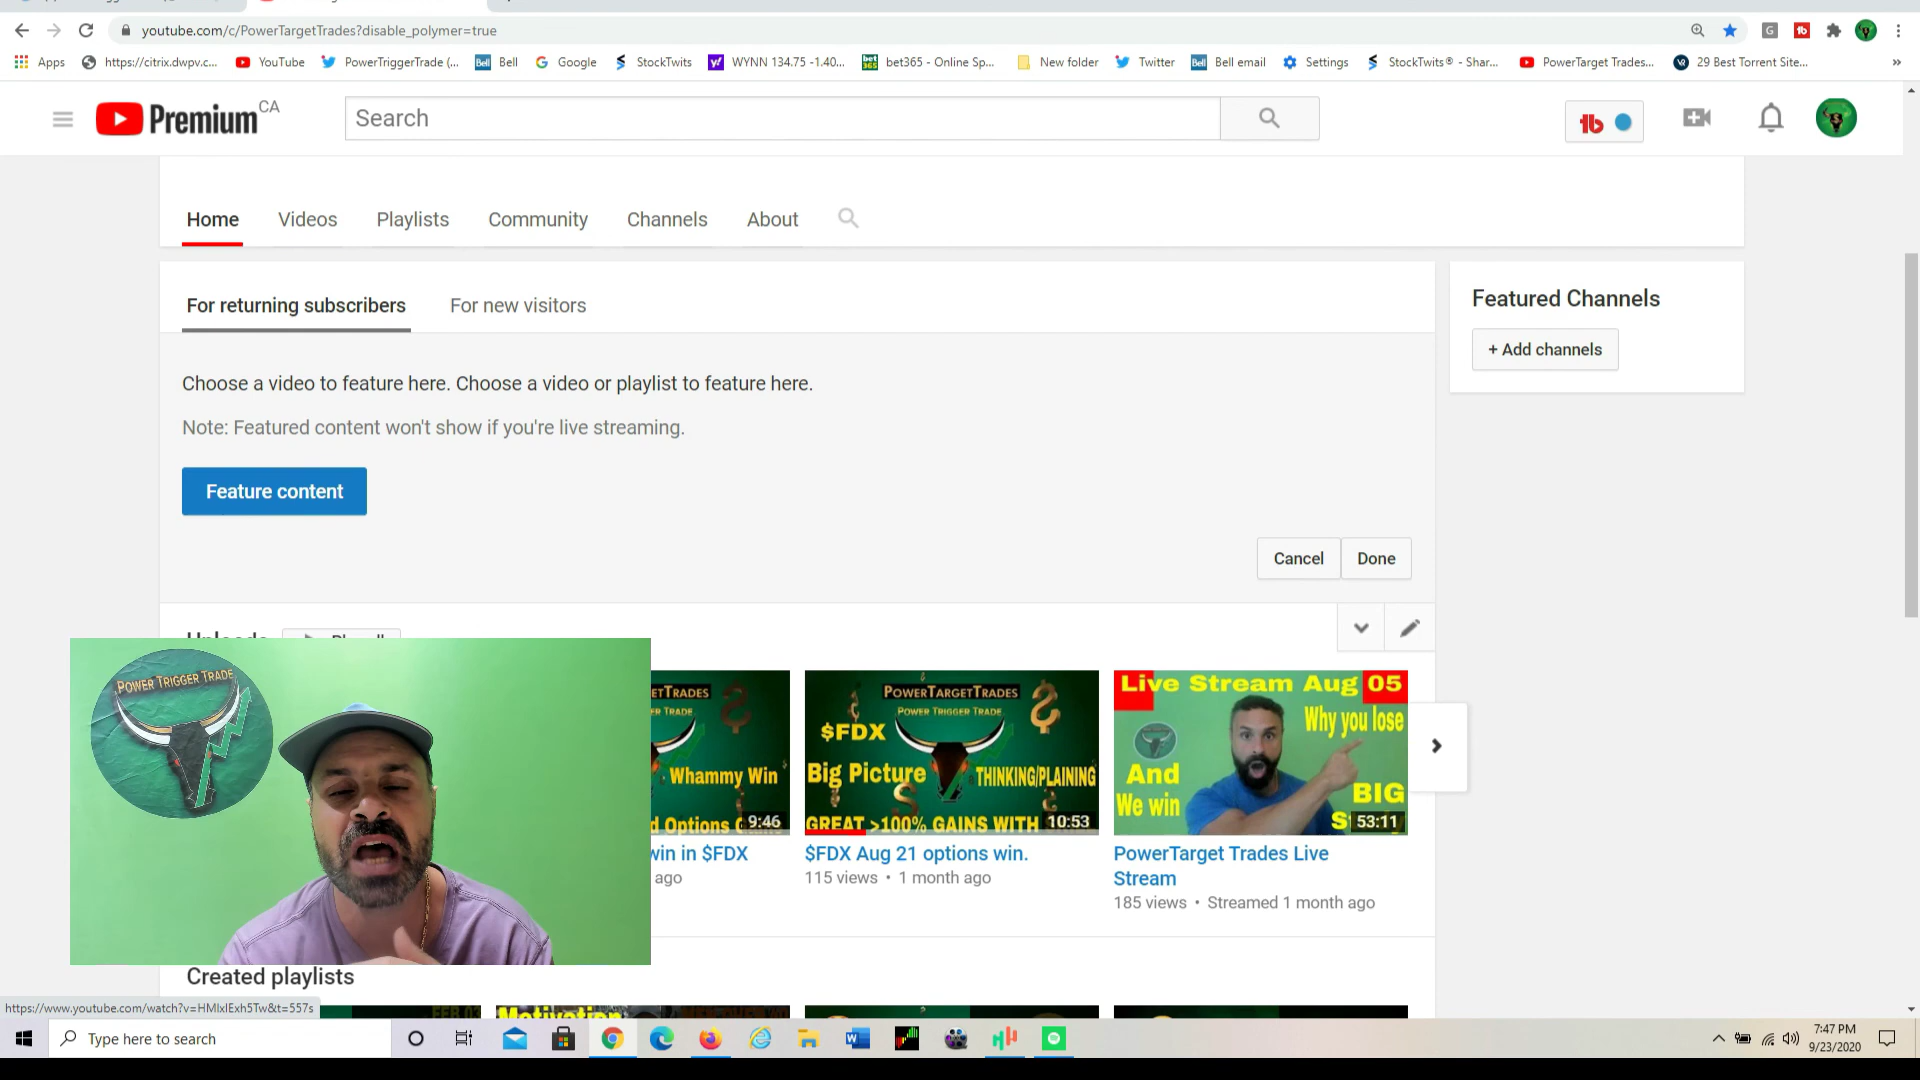 youtube.com/c/PowerTargetTrades?disable_polymer=true
Apps https://citrix.dwpv.c... YouTube PowerTriggerTrade (... Bell Google StockTwits WYNN 134.75 -1.40... bet365 - Online Sp... New folder Twitter Bell email Settings StockTwits® - Shar... PowerTarget Trades... 29 Best Torrent Site... »
Premium CA
Search
Home Videos Playlists Community Channels About
For returning subscribers For new visitors
Featured Channels
+ Add channels
Choose a video to feature here. Choose a video or playlist to feature here.
Note: Featured content won't show if you're live streaming.
Feature content
Cancel Done
POWER TRIGGER TRADE
ETTRADES
ER TRADE
Whammy Win
d Options
9:46
win in $FDX
ago
POWERTARGETTRADES
POWER TRIGGER TRADE
$FDX
Big Picture THINKING/PLAINING
GREAT >100% GAINS WITH 10:53
$FDX Aug 21 options win.
115 views • 1 month ago
Live Stream Aug 05
Why you lose
And
We win
BIG
53:11
PowerTarget Trades Live
Stream
185 views • Streamed 1 month ago
Created playlists
https://www.youtube.com/watch?v=HMIxlExh5Tw&t=557s
Motivation
Type here to search
7:47 PM
9/23/2020